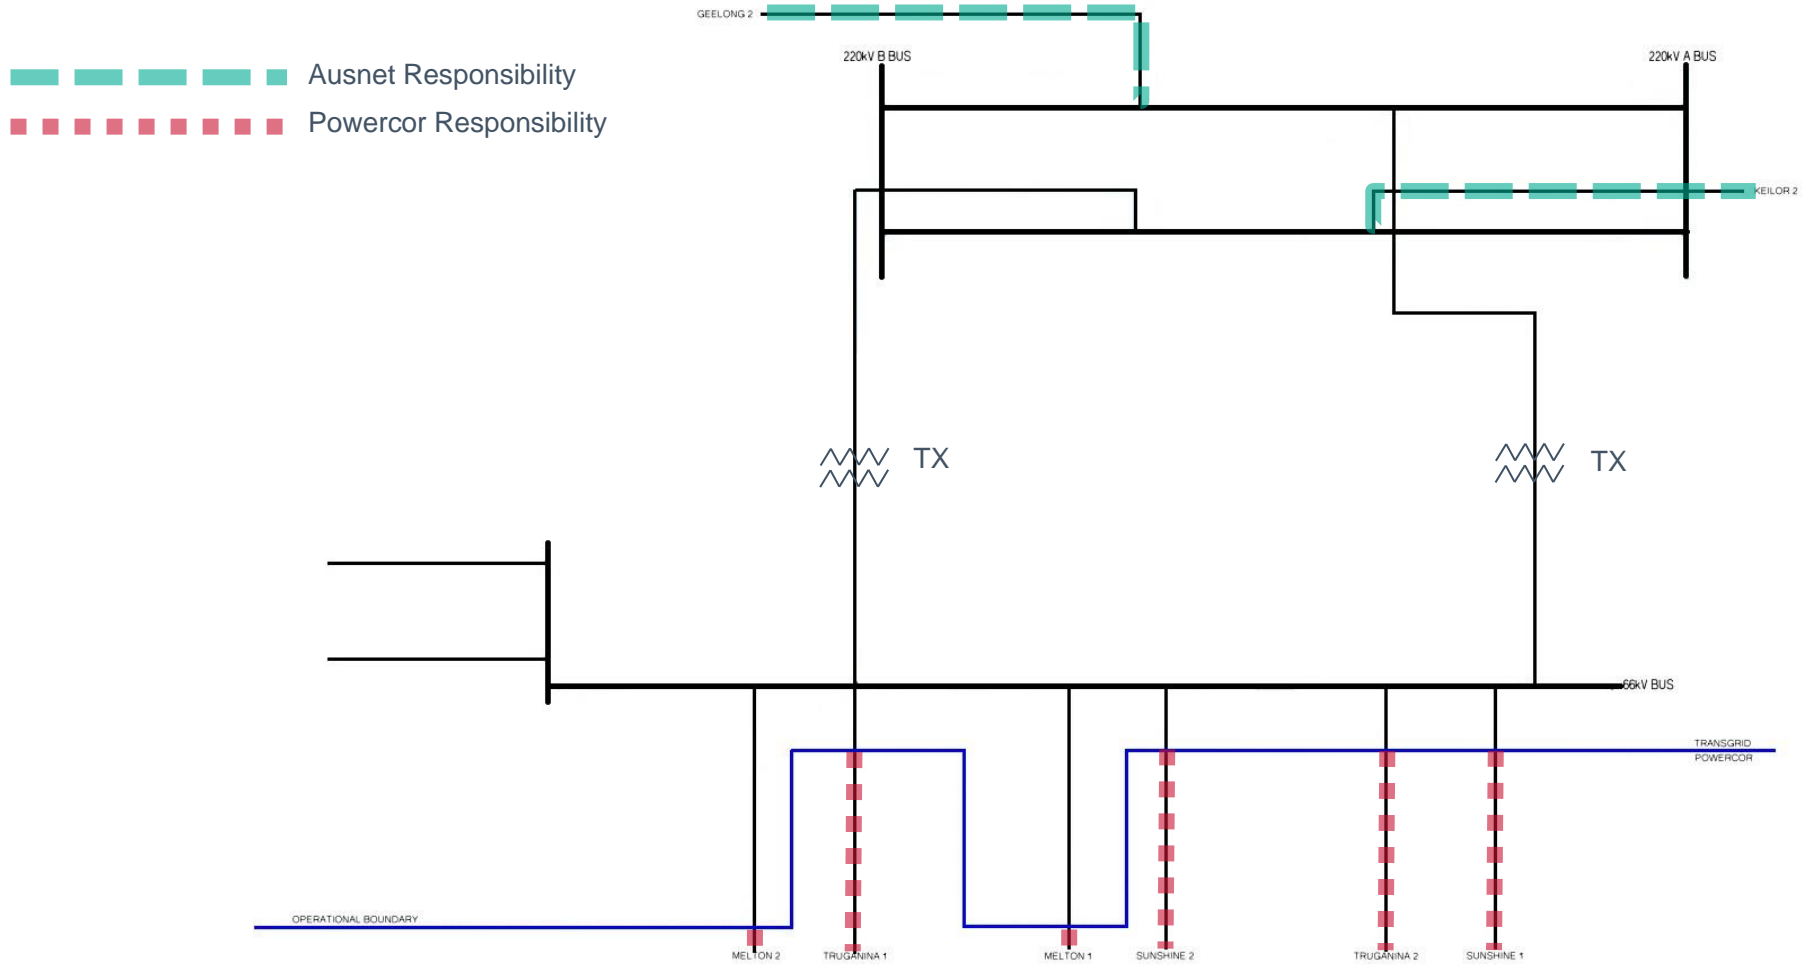 GEELONG 2
220kV B BUS
220kV A BUS
Ausnet Responsibility
Powercor Responsibility
KEILOR 2
TX
TX
66kV BUS
TRANSGRID
POWERCOR
OPERATIONAL BOUNDARY
MELTON 2
TRUGANINA 1
MELTON 1
SUNSHINE 2
TRUGANINA 2
SUNSHINE 1